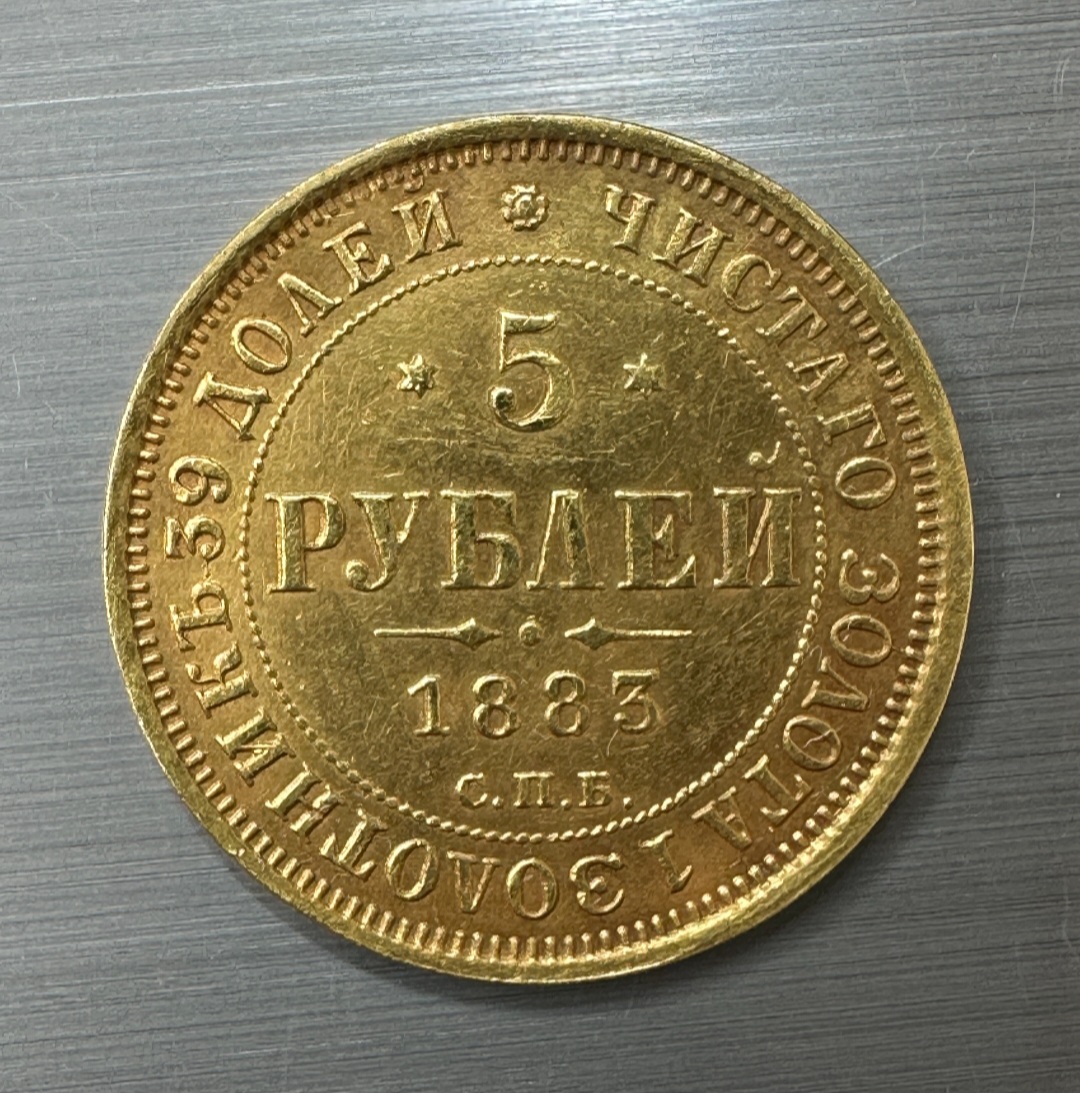 5
РУБЛЕЙ
1883
С.П.Б.
ЧИСТАГО ЗОЛОТА 1 ЗОЛОТНИКЪ 39 ДОЛЕЙ